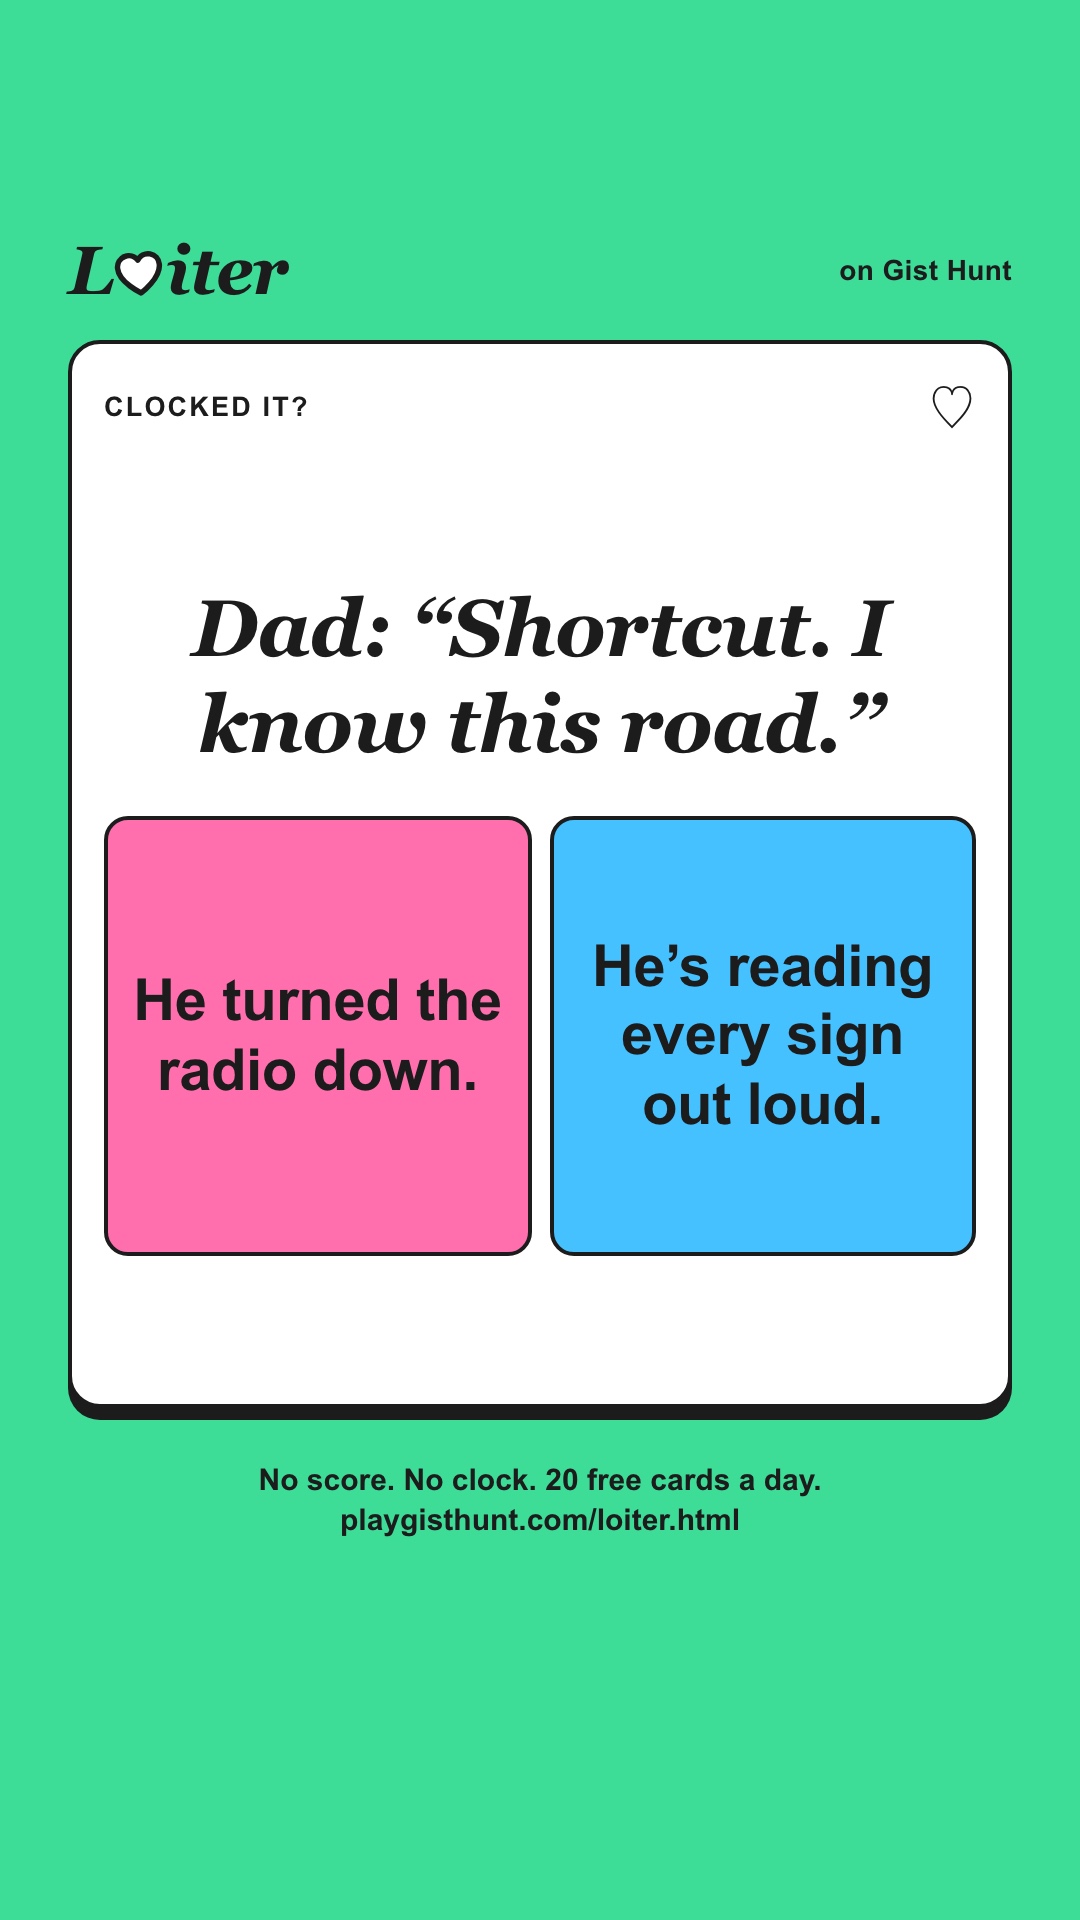 Loiter
on Gist Hunt
CLOCKED IT?
Dad: “Shortcut. I
know this road.”
He turned the
radio down.
He’s reading
every sign
out loud.
No score. No clock. 20 free cards a day.
playgisthunt.com/loiter.html